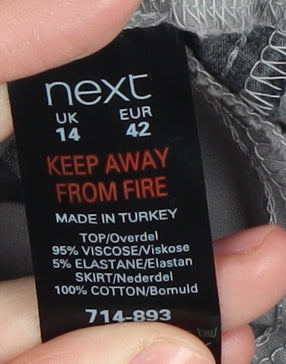 next
UK EUR
14 42
KEEP AWAY
FROM FIRE
MADE IN TURKEY
TOP/Overdel
95% VISCOSE/Viskose
5% ELASTANE/Elastan
SKIRT/Nederdel
100% COTTON/Bomuld
714-893